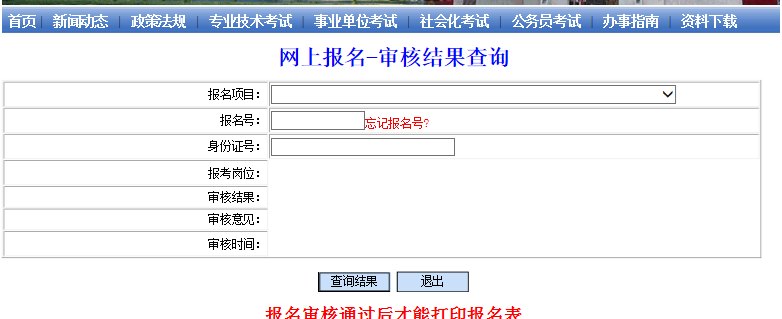 首页 | 新闻动态 | 政策法规 | 专业技术考试 | 事业单位考试 | 社会化考试 | 公务员考试 | 办事指南 | 资料下载
网上报名-审核结果查询
报名项目：
报名号： 忘记报名号?
身份证号：
报考岗位：
审核结果：
审核意见：
审核时间：
查询结果 退出
报名审核通过后才能打印报名表